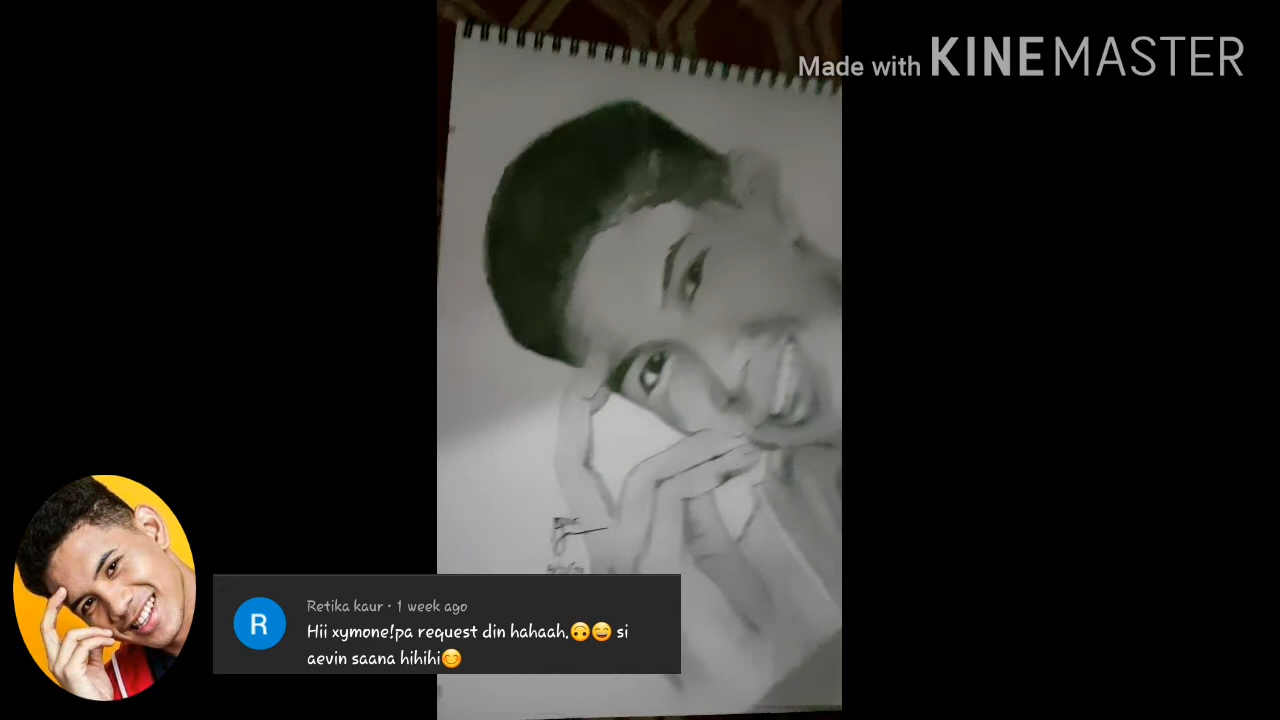 Made with KINEMASTER
R
Retika kaur · 1 week ago
Hii xymone!pa request din hahaah.🙃😄 si
aevin saana hihihi😊